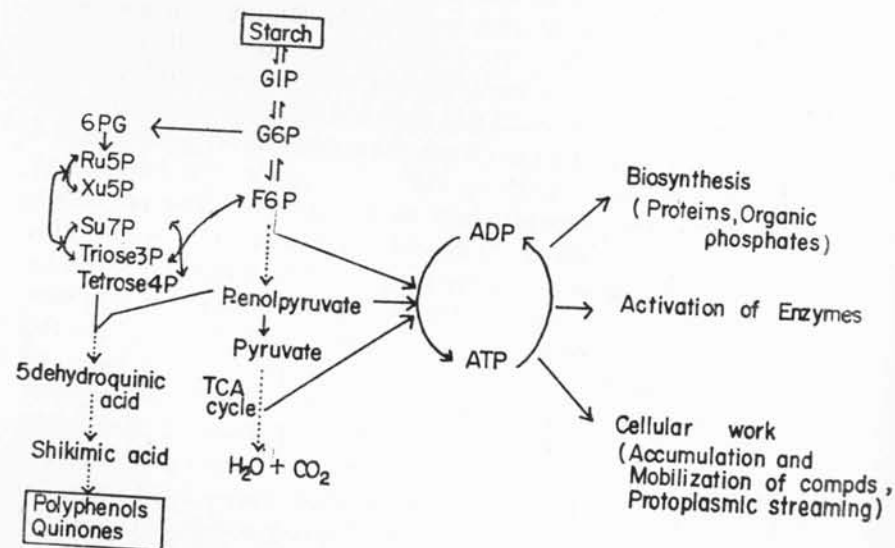 Starch
G1P
6PG
G6P
Ru5P
Xu5P
F6P
Su7P
Triose3P
Tetrose4P
P.enolpyruvate
Pyruvate
5dehydroquinic
acid
TCA
cycle
Shikimic acid
H₂O + CO₂
Polyphenols
Quinones
ADP
ATP
Biosynthesis
(Proteins, Organic
phosphates)
Activation of Enzymes
Cellular work
(Accumulation and
Mobilization of compds,
Protoplasmic streaming)